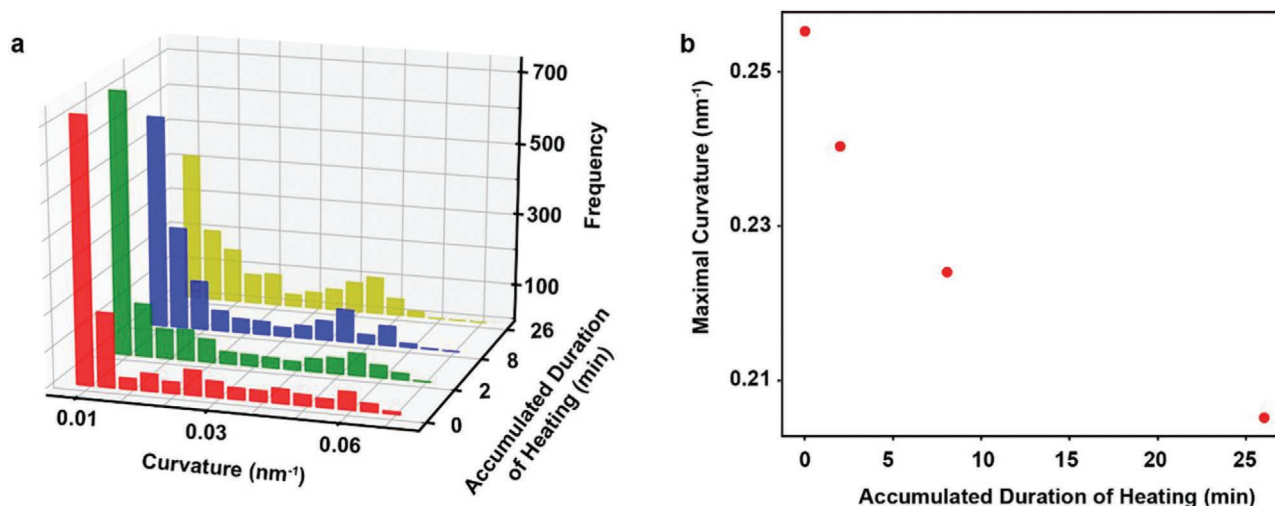 a
700
500
300
100
Frequency
26
8
2
0
Accumulated Duration
of Heating (min)
0.01
0.03
0.06
Curvature (nm⁻¹)
b
0.25
0.23
0.21
Maximal Curvature (nm⁻¹)
0
5
10
15
20
25
Accumulated Duration of Heating (min)